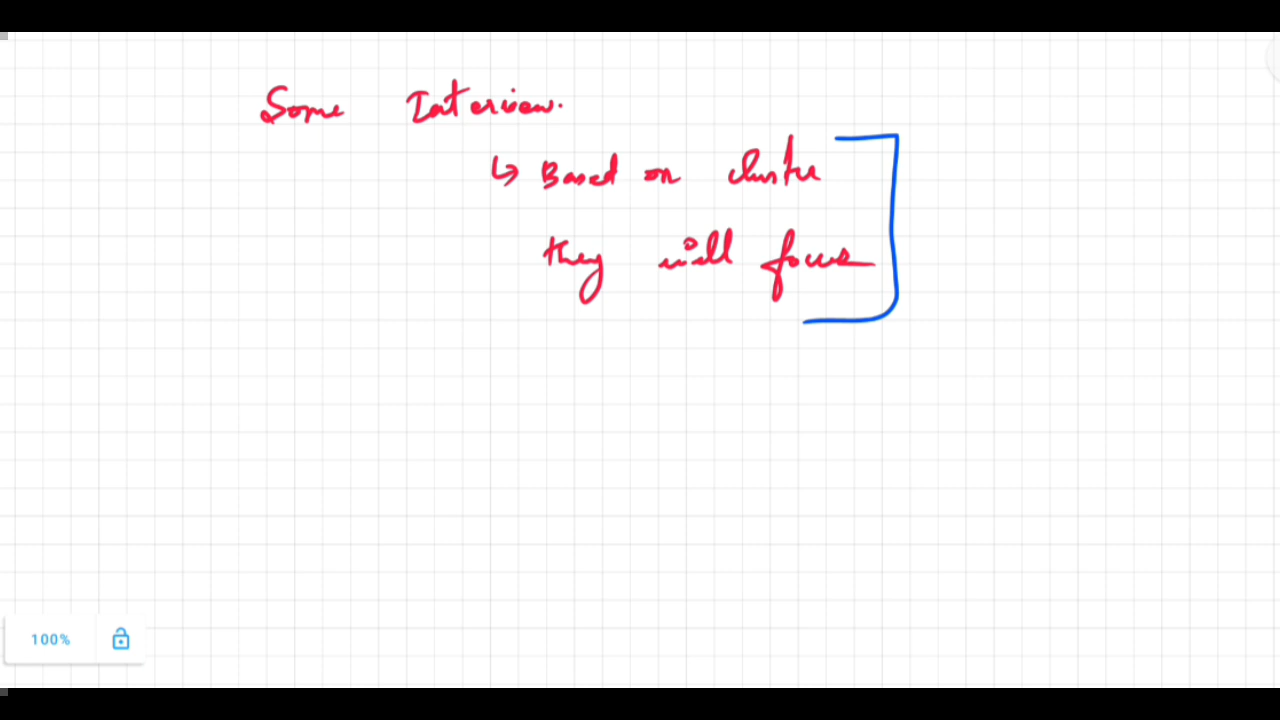 Some Interview.
↳ Based on cluster
they will focus
100%